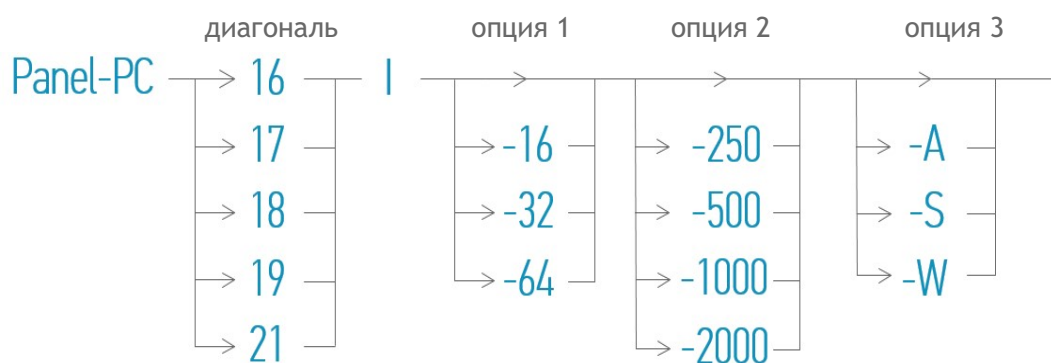 диагональ опция 1 опция 2 опция 3
Panel-PC 16 I
17 -16 -250 -A
18 -32 -500 -S
19 -64 -1000 -W
21 -2000